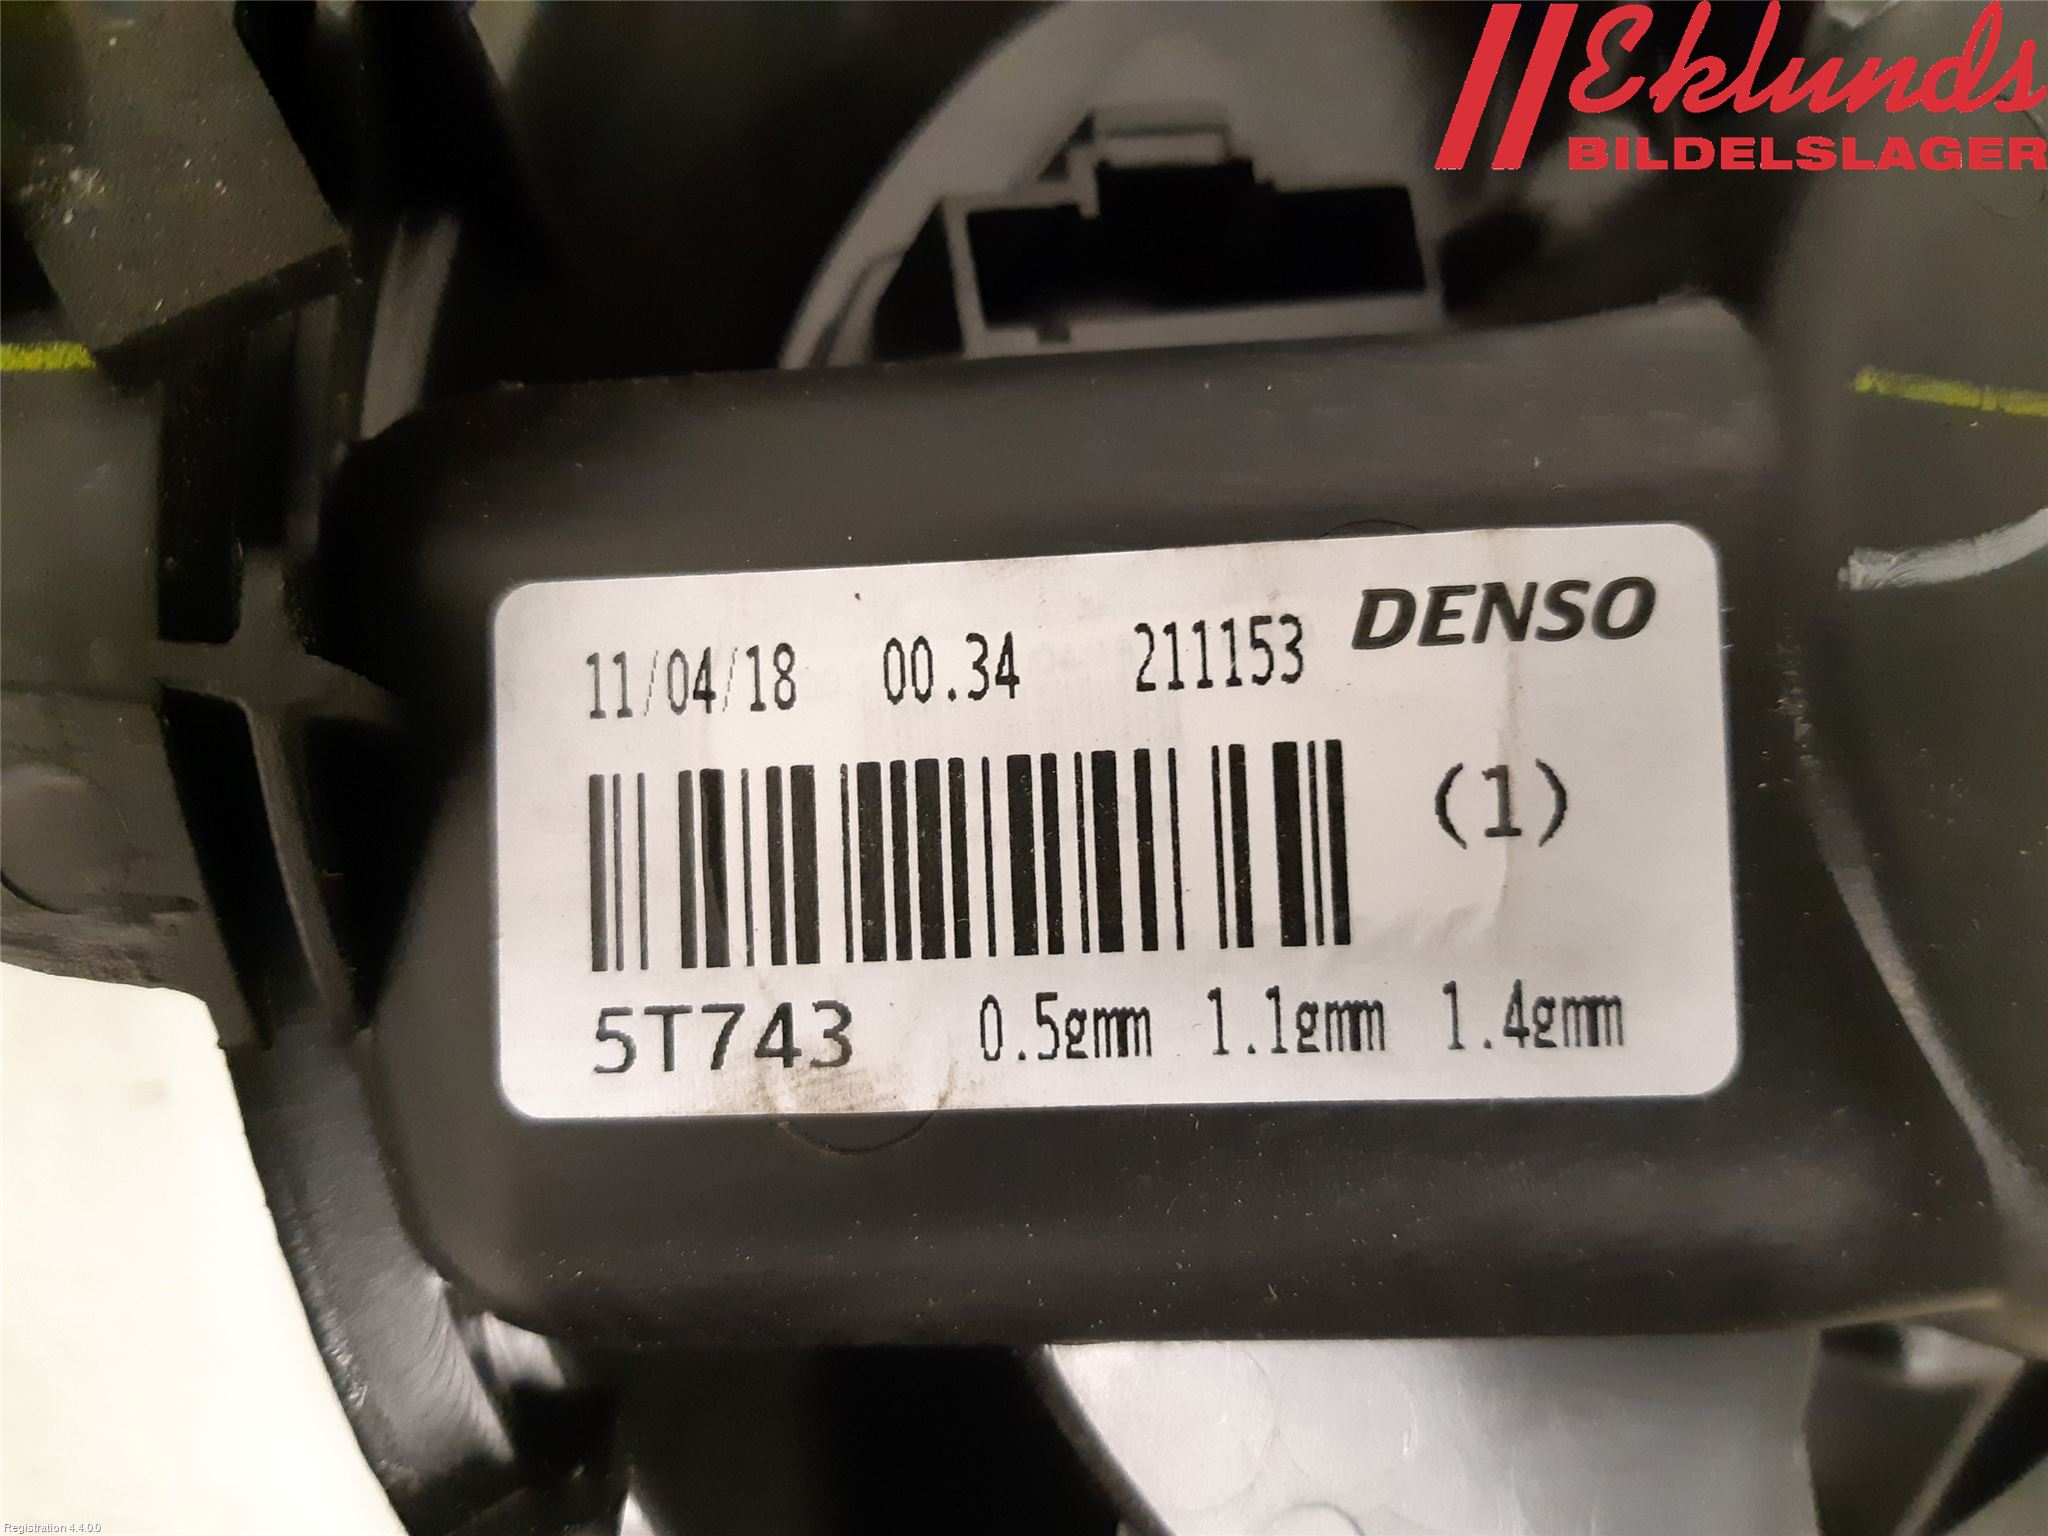 Eklunds
BILDELSLAGER
DENSO
11/04/18 00.34 211153
(1)
5T743 0.5gmm 1.1gmm 1.4gmm
Registration 4.4.0.0